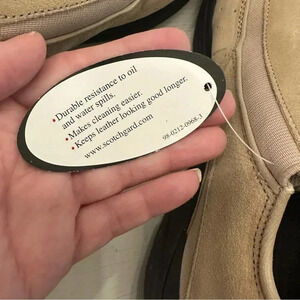 •Durable resistance to oil
and water spills.
•Makes cleaning easier.
•Keeps leather looking good longer.
www.scotchgard.com
98-0212-0968-3